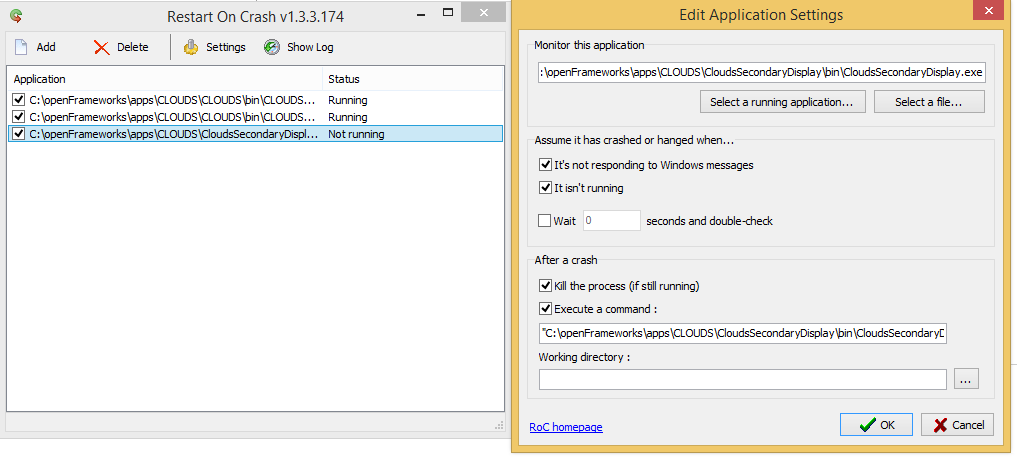 Restart On Crash v1.3.3.174
Add Delete Settings Show Log
Application Status
C:\openFrameworks\apps\CLOUDS\CLOUDS\bin\CLOUDS... Running
C:\openFrameworks\apps\CLOUDS\CLOUDS\bin\CLOUDS... Running
C:\openFrameworks\apps\CLOUDS\CloudsSecondaryDispl... Not running
Edit Application Settings
Monitor this application
:\openFrameworks\apps\CLOUDS\CloudsSecondaryDisplay\bin\CloudsSecondaryDisplay.exe
Select a running application... Select a file...
Assume it has crashed or hanged when...
It's not responding to Windows messages
It isn't running
Wait 0 seconds and double-check
After a crash
Kill the process (if still running)
Execute a command :
"C:\openFrameworks\apps\CLOUDS\CloudsSecondaryDisplay\bin\CloudsSecondaryD
Working directory :
...
RoC homepage OK Cancel